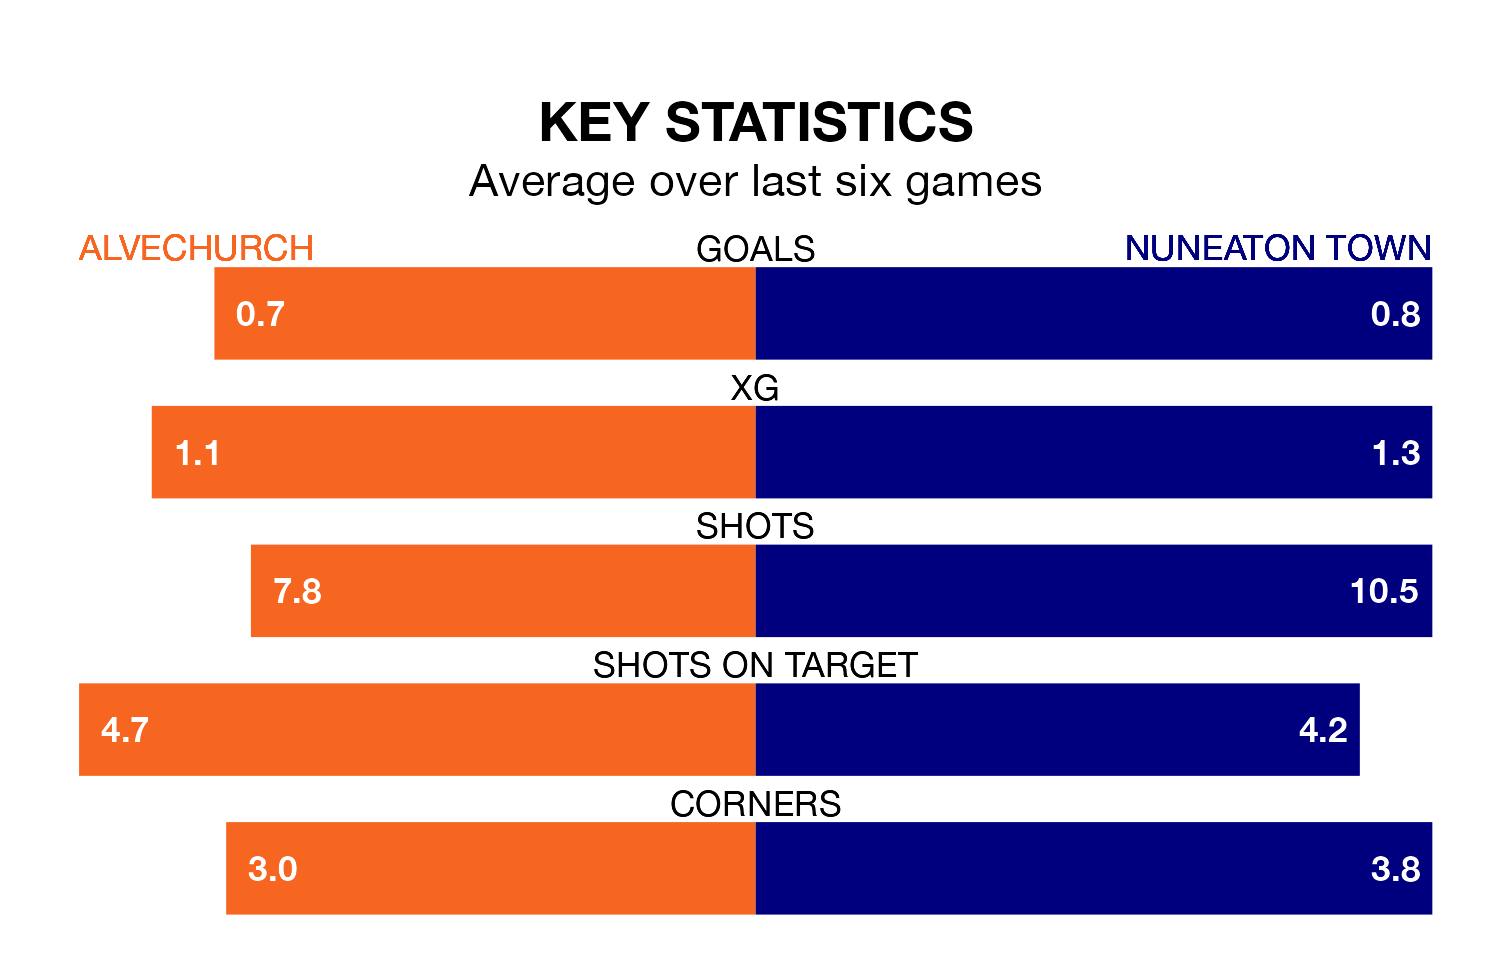 KEY STATISTICS
Average over last six games
ALVECHURCH GOALS NUNEATON TOWN
0.7 0.8
XG
1.1 1.3
SHOTS
7.8 10.5
SHOTS ON TARGET
4.7 4.2
CORNERS
3.0 3.8